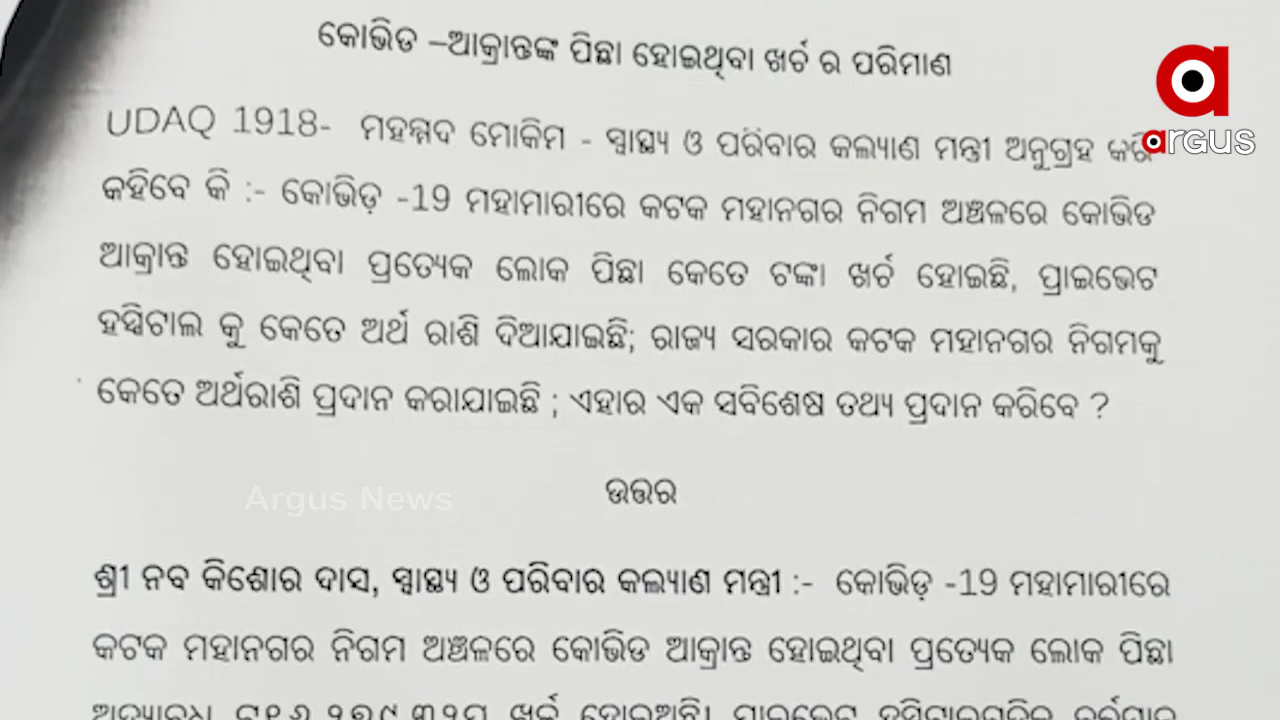 କୋଭିଡ –ଆକ୍ରାନ୍ତଙ୍କ ପିଛା ହୋଇଥିବା ଖର୍ଚ ର ପରିମାଣ
UDAQ 1918- ମହମ୍ମଦ ମୋକିମ - ସ୍ୱାସ୍ଥ୍ୟ ଓ ପରିବାର କଲ୍ୟାଣ ମନ୍ତ୍ରୀ ଅନୁଗ୍ରହ କରି
argus
କହିବେ କି :- କୋଭିଡ଼ -19 ମହାମାରୀରେ କଟକ ମହାନଗର ନିଗମ ଅଞ୍ଚଳରେ କୋଭିଡ
ଆକ୍ରାନ୍ତ ହୋଇଥିବା ପ୍ରତ୍ୟେକ ଲୋକ ପିଛା କେତେ ଟଙ୍କା ଖର୍ଚ ହୋଇଛି, ପ୍ରାଇଭେଟ
ହସ୍ପିଟାଲ କୁ କେତେ ଅର୍ଥ ରାଶି ଦିଆଯାଇଛି; ରାଜ୍ୟ ସରକାର କଟକ ମହାନଗର ନିଗମକୁ
କେତେ ଅର୍ଥରାଶି ପ୍ରଦାନ କରାଯାଇଛି ; ଏହାର ଏକ ସବିଶେଷ ତଥ୍ୟ ପ୍ରଦାନ କରିବେ ?
ଉତ୍ତର
Argus News
ଶ୍ରୀ ନବ କିଶୋର ଦାସ, ସ୍ୱାସ୍ଥ୍ୟ ଓ ପରିବାର କଲ୍ୟାଣ ମନ୍ତ୍ରୀ :- କୋଭିଡ଼ -19 ମହାମାରୀରେ
କଟକ ମହାନଗର ନିଗମ ଅଞ୍ଚଳରେ କୋଭିଡ ଆକ୍ରାନ୍ତ ହୋଇଥିବା ପ୍ରତ୍ୟେକ ଲୋକ ପିଛା
ଖର୍ଚ୍ଚ ହୋଇଅଛି।